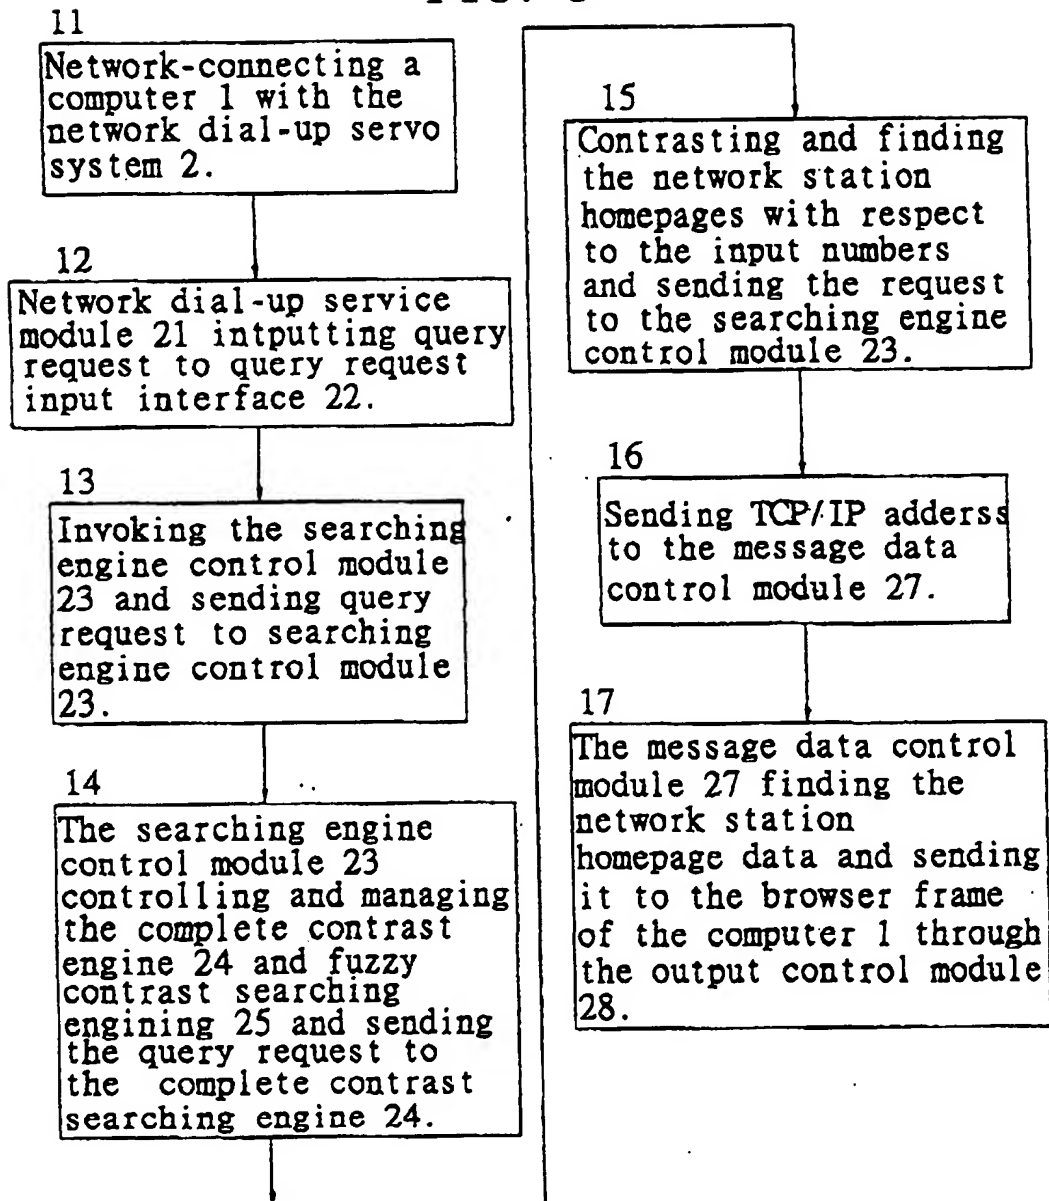 11
Network-connecting a
computer 1 with the
network dial-up servo
system 2.
12
Network dial-up service
module 21 intputting query
request to query request
input interface 22.
13
Invoking the searching
engine control module
23 and sending query
request to searching
engine control module
23.
14
The searching engine
control module 23
controlling and managing
the complete contrast
engine 24 and fuzzy
contrast searching
engining 25 and sending
the query request to
the complete contrast
searching engine 24.
15
Contrasting and finding
the network station
homepages with respect
to the input numbers
and sending the request
to the searching engine
control module 23.
16
Sending TCP/IP adderss
to the message data
control module 27.
17
The message data control
module 27 finding the
network station
homepage data and sending
it to the browser frame
of the computer 1 through
the output control module
28.